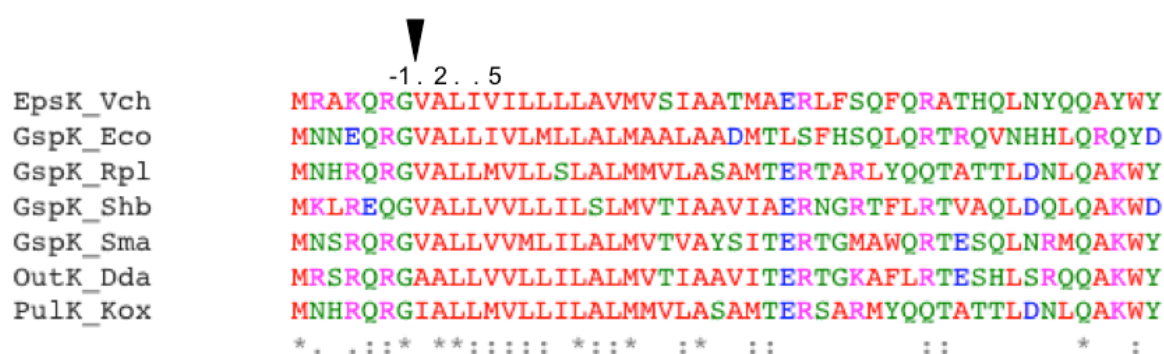 -1 . 2 . . 5
EpsK_Vch MRAKQRGVALIVILLLLAVMVSIAATMAERLFSQFQRATHQLNYQQAYWY
GspK_Eco MNNEQRGVALLIVLMLLALMAALAADMTLSFHSQLQRTRQVNHHLQRQYD
GspK_Rpl MNHRQRGVALLMVLLSLALMMVLASAMTERTARLYQQTATTLDNLQAKWY
GspK_Shb MKLREQGVALLVVLLILSLMVTIAAVIAERNGRTFLRTVAQLDQLQAKWD
GspK_Sma MNSRQRGVALLVVMLILALMVTVAYSITERTGMAWQRTESQLNRMQAKWY
OutK_Dda MRSRQRGAALLVVLLILALMVTIAAVITERTGKAFLRTESHLSRQQAKWY
PulK_Kox MNHRQRGIALLMVLLILALMMVLASAMTERSARMYQQTATTLDNLQAKWY
*. .::* **::::: *::* :* :: :: * :